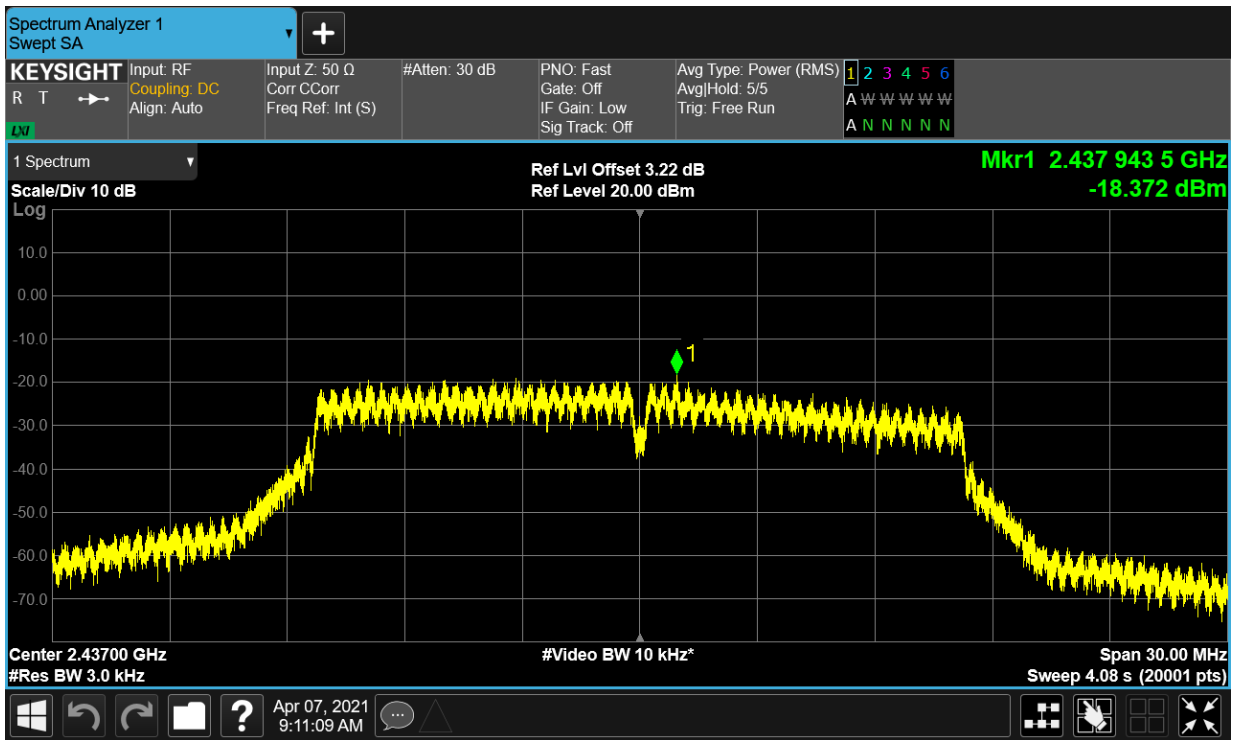 Spectrum Analyzer 1
Swept SA
KEYSIGHT
R T
LXI
Input: RF
Coupling: DC
Align: Auto
Input Z: 50 Ω
Corr CCorr
Freq Ref: Int (S)
#Atten: 30 dB
PNO: Fast
Gate: Off
IF Gain: Low
Sig Track: Off
Avg Type: Power (RMS)
Avg|Hold: 5/5
Trig: Free Run
1 2 3 4 5 6
A W W W W W
A N N N N N
1 Spectrum
Scale/Div 10 dB
Log
Ref Lvl Offset 3.22 dB
Ref Level 20.00 dBm
Mkr1 2.437 943 5 GHz
-18.372 dBm
10.0
0.00
-10.0
1
-20.0
-30.0
-40.0
-50.0
-60.0
-70.0
Center 2.43700 GHz
#Res BW 3.0 kHz
#Video BW 10 kHz*
Span 30.00 MHz
Sweep 4.08 s (20001 pts)
?
Apr 07, 2021
9:11:09 AM